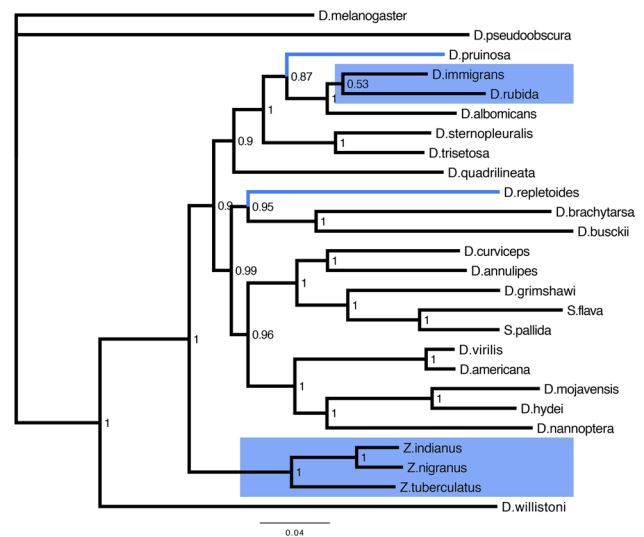 D.melanogaster
D.pseudoobscura
D.pruinosa
0.87
D.immigrans
0.53
D.rubida
1
D.albomicans
1
D.sternopleuralis
1
D.trisetosa
0.9
D.quadrilineata
D.repletoides
0.9
0.95
D.brachytarsa
1
D.busckii
D.curviceps
1
0.99
D.annulipes
1
D.grimshawi
1
S.flava
1
S.pallida
0.96
1
D.virilis
1
D.americana
1
D.mojavensis
1
D.hydei
1
D.nannoptera
1
Z.indianus
1
Z.nigranus
1
Z.tuberculatus
D.willistoni
0.04